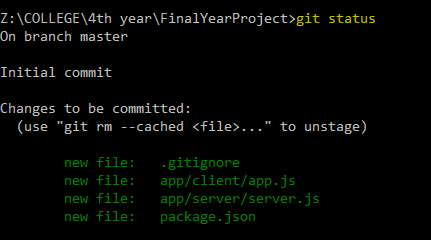 Z:\COLLEGE\4th year\FinalYearProject>git status
On branch master
Initial commit
Changes to be committed:
(use "git rm --cached <file>..." to unstage)
new file: .gitignore
new file: app/client/app.js
new file: app/server/server.js
new file: package.json